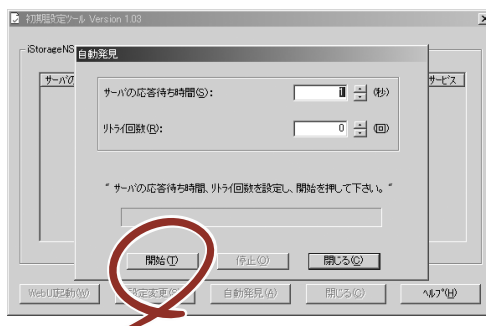 初期設定ツール Version 1.03
iStorageNS
自動発見
サーバの
サービス
サーバの応答待ち時間(S):
1
(秒)
リトライ回数(R):
0
(回)
" サーバの応答待ち時間、リトライ回数を設定し、開始を押して下さい。"
開始(T)
停止(O)
閉じる(C)
WebUI起動(W)
設定変更(S)
自動発見(A)
閉じる(C)
ヘルプ(H)